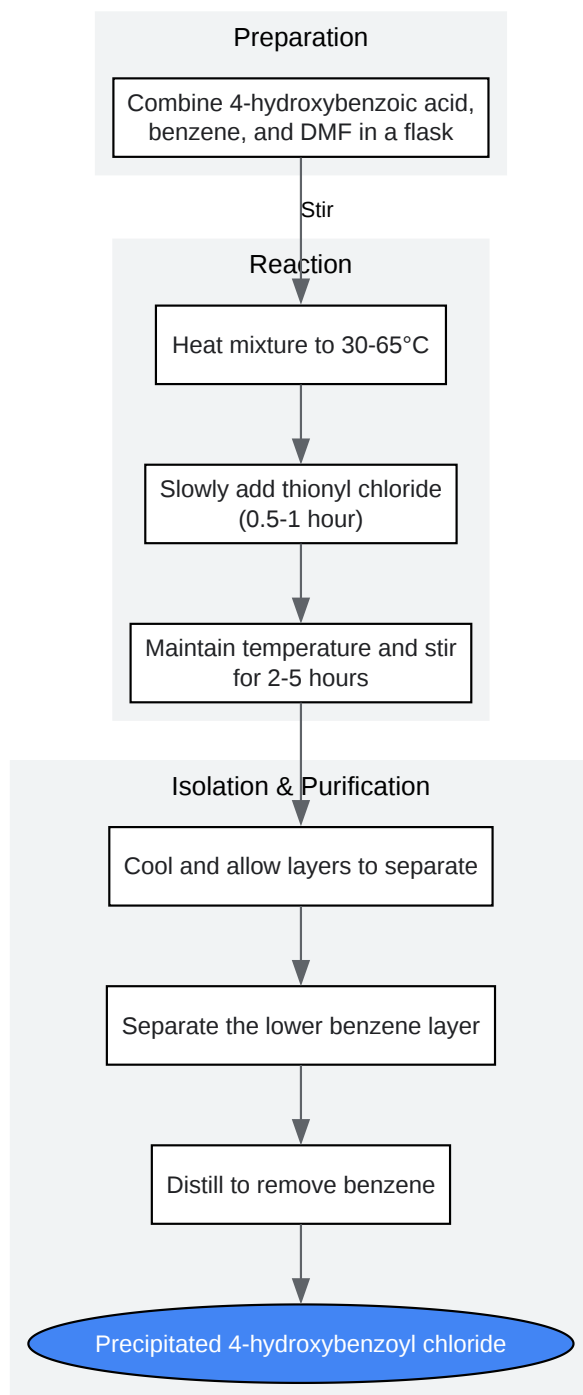 Preparation
Combine 4-hydroxybenzoic acid,
benzene, and DMF in a flask
Stir
Reaction
Heat mixture to 30-65°C
Slowly add thionyl chloride
(0.5-1 hour)
Maintain temperature and stir
for 2-5 hours
Isolation & Purification
Cool and allow layers to separate
Separate the lower benzene layer
Distill to remove benzene
Precipitated 4-hydroxybenzoyl chloride